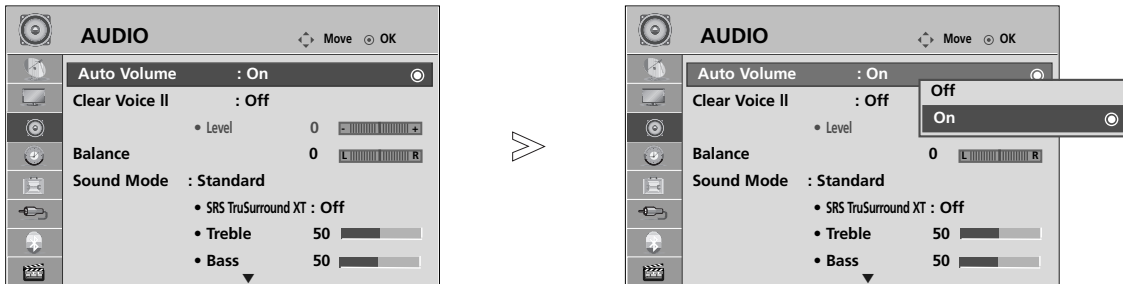 AUDIO Move OK
Auto Volume : On
Clear Voice ll : Off
• Level 0 - +
Balance 0 L R
Sound Mode : Standard
• SRS TruSurround XT : Off
• Treble 50
• Bass 50
AUDIO Move OK
Auto Volume : On
Off
On
Clear Voice ll : Off
• Level
Balance 0 L R
Sound Mode : Standard
• SRS TruSurround XT : Off
• Treble 50
• Bass 50